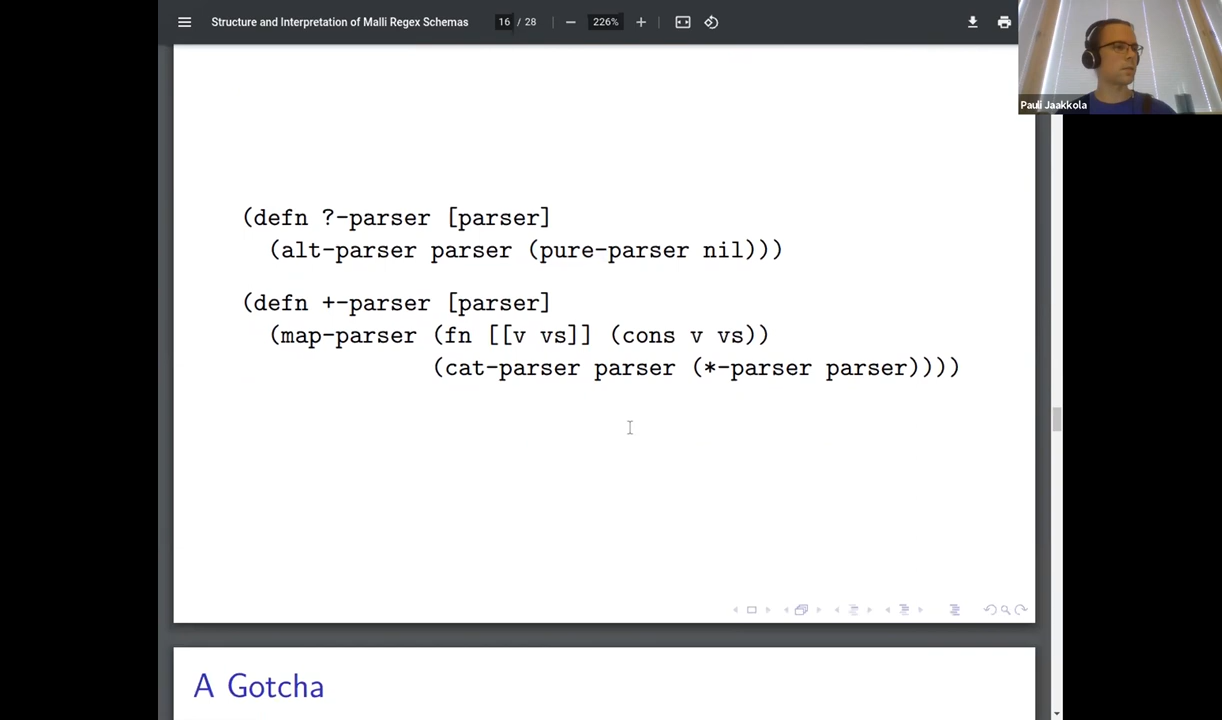 Structure and Interpretation of Malli Regex Schemas 16 / 28 226%
Pauli Jaakkola
(defn ?-parser [parser]
(alt-parser parser (pure-parser nil)))
(defn +-parser [parser]
(map-parser (fn [[v vs]] (cons v vs))
(cat-parser parser (*-parser parser))))
A Gotcha